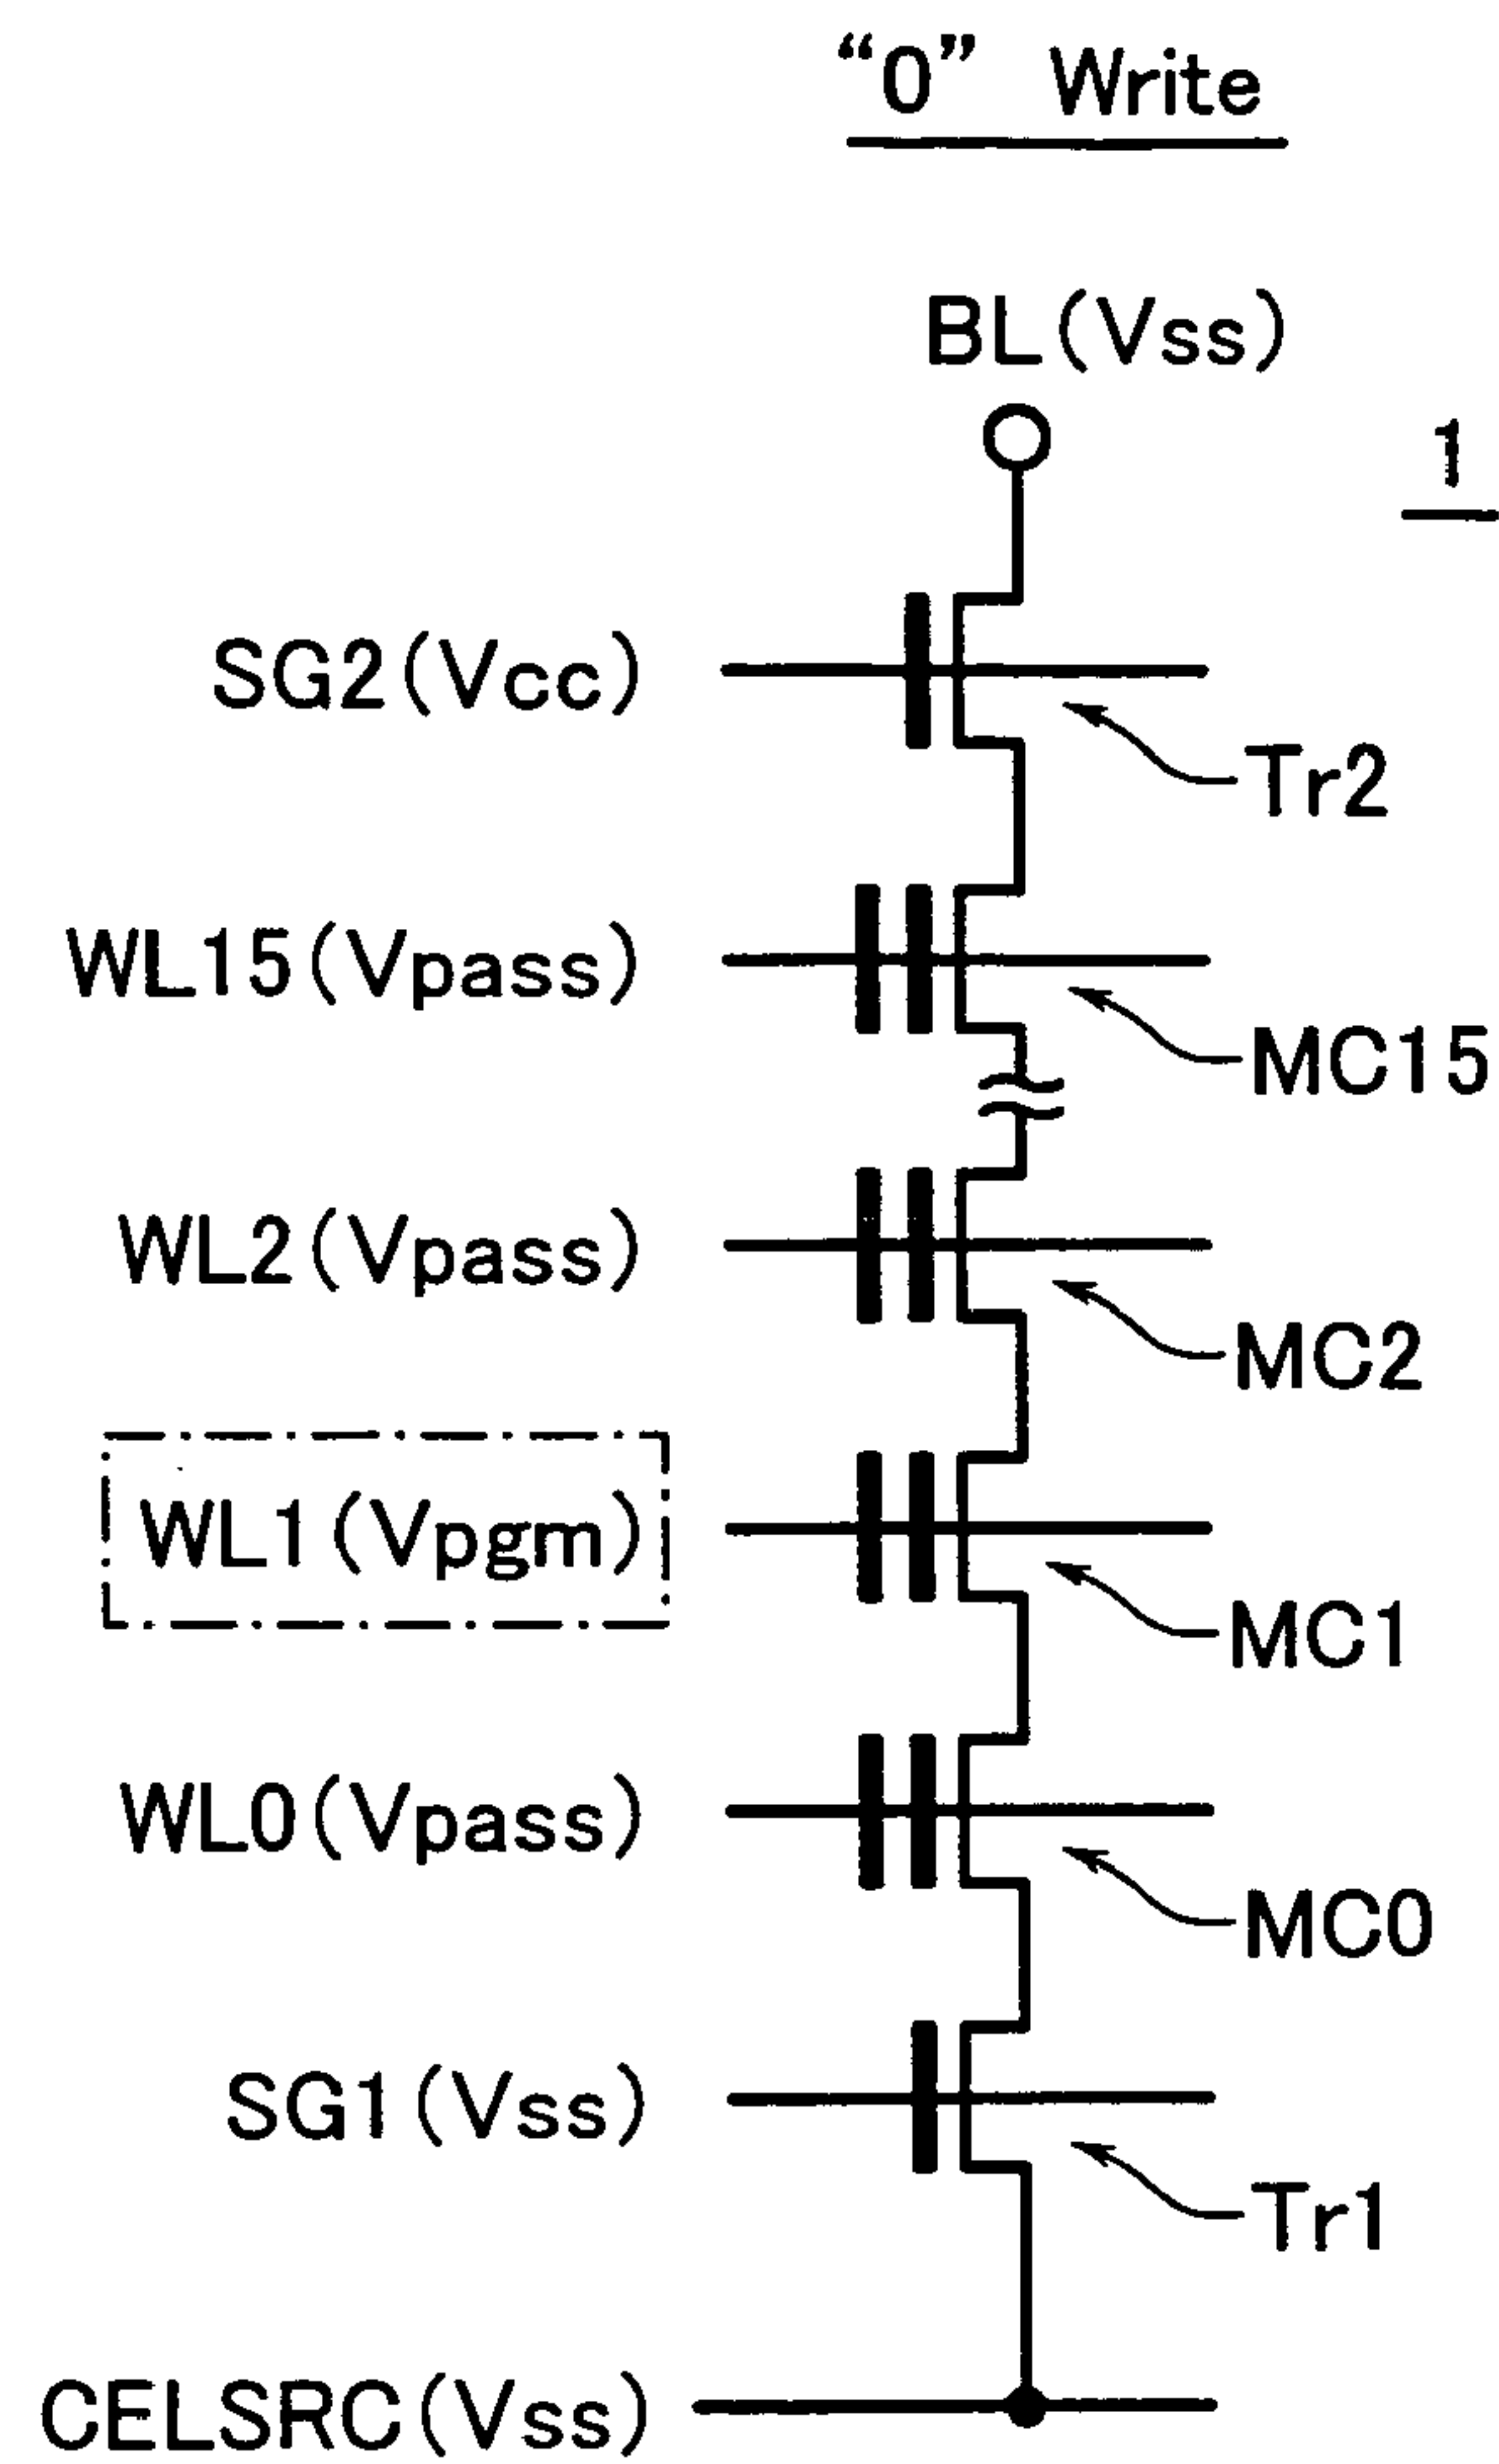 “0” Write
BL(Vss)
1
SG2(Vcc)
Tr2
WL15(Vpass)
MC15
WL2(Vpass)
MC2
WL1(Vpgm)
MC1
WL0(Vpass)
MC0
SG1(Vss)
Tr1
CELSRC(Vss)